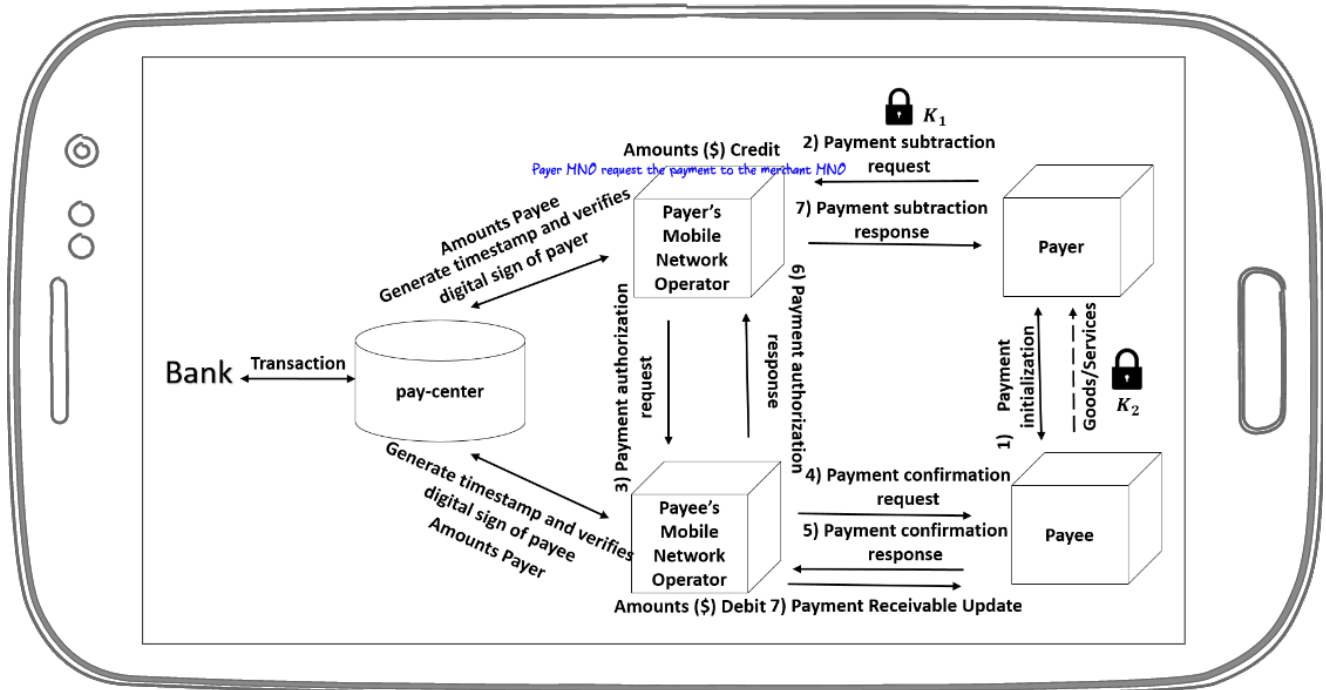 K₁
2) Payment subtraction
request
Amounts ($) Credit
Payer MNO request the payment to the merchant MNO
7) Payment subtraction
response
Payer's
Mobile
Network
Operator
Payer
Amounts Payee
Generate timestamp and verifies
digital sign of payer
3) Payment authorization
request
6) Payment authorization
response
1) Payment
initialization
Goods/Services
K₂
Bank
Transaction
pay-center
Generate timestamp and verifies
digital sign of payee
Amounts Payer
4) Payment confirmation
request
5) Payment confirmation
response
Payee's
Mobile
Network
Operator
Payee
Amounts ($) Debit
7) Payment Receivable Update